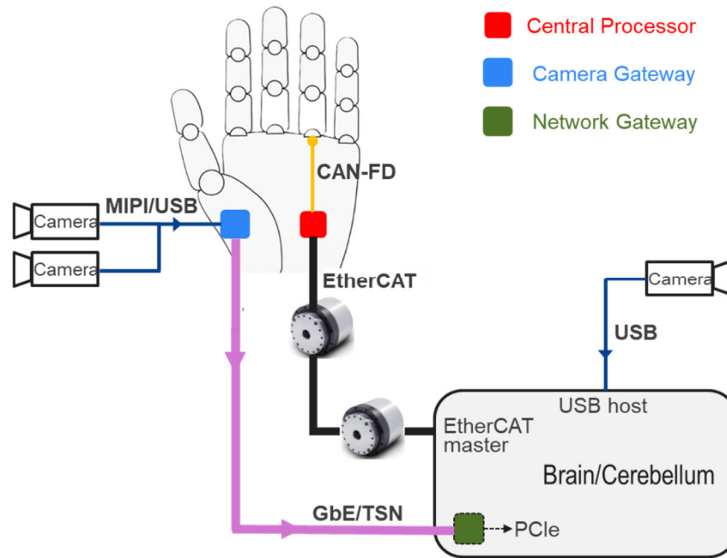 Central Processor
Camera Gateway
Network Gateway
CAN-FD
MIPI/USB
Camera
Camera
EtherCAT
Camera
USB
USB host
EtherCAT
master
Brain/Cerebellum
GbE/TSN
PCIe